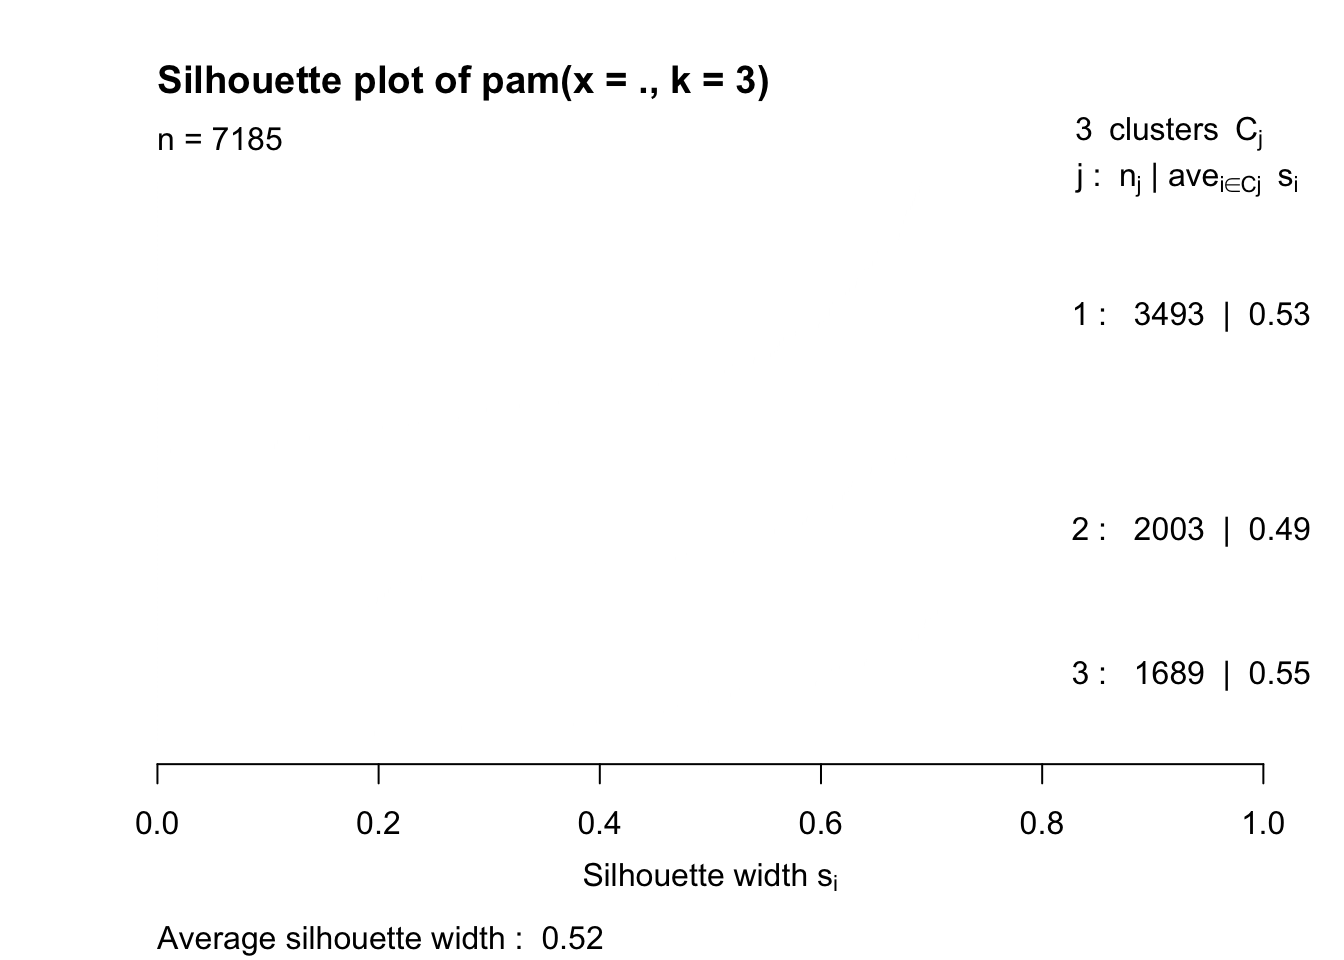 Silhouette plot of pam(x = ., k = 3)
n = 7185
3 clusters Cj
j : nj | avei∈Cj si
1 : 3493 | 0.53
2 : 2003 | 0.49
3 : 1689 | 0.55
0.0 0.2 0.4 0.6 0.8 1.0
Silhouette width si
Average silhouette width : 0.52